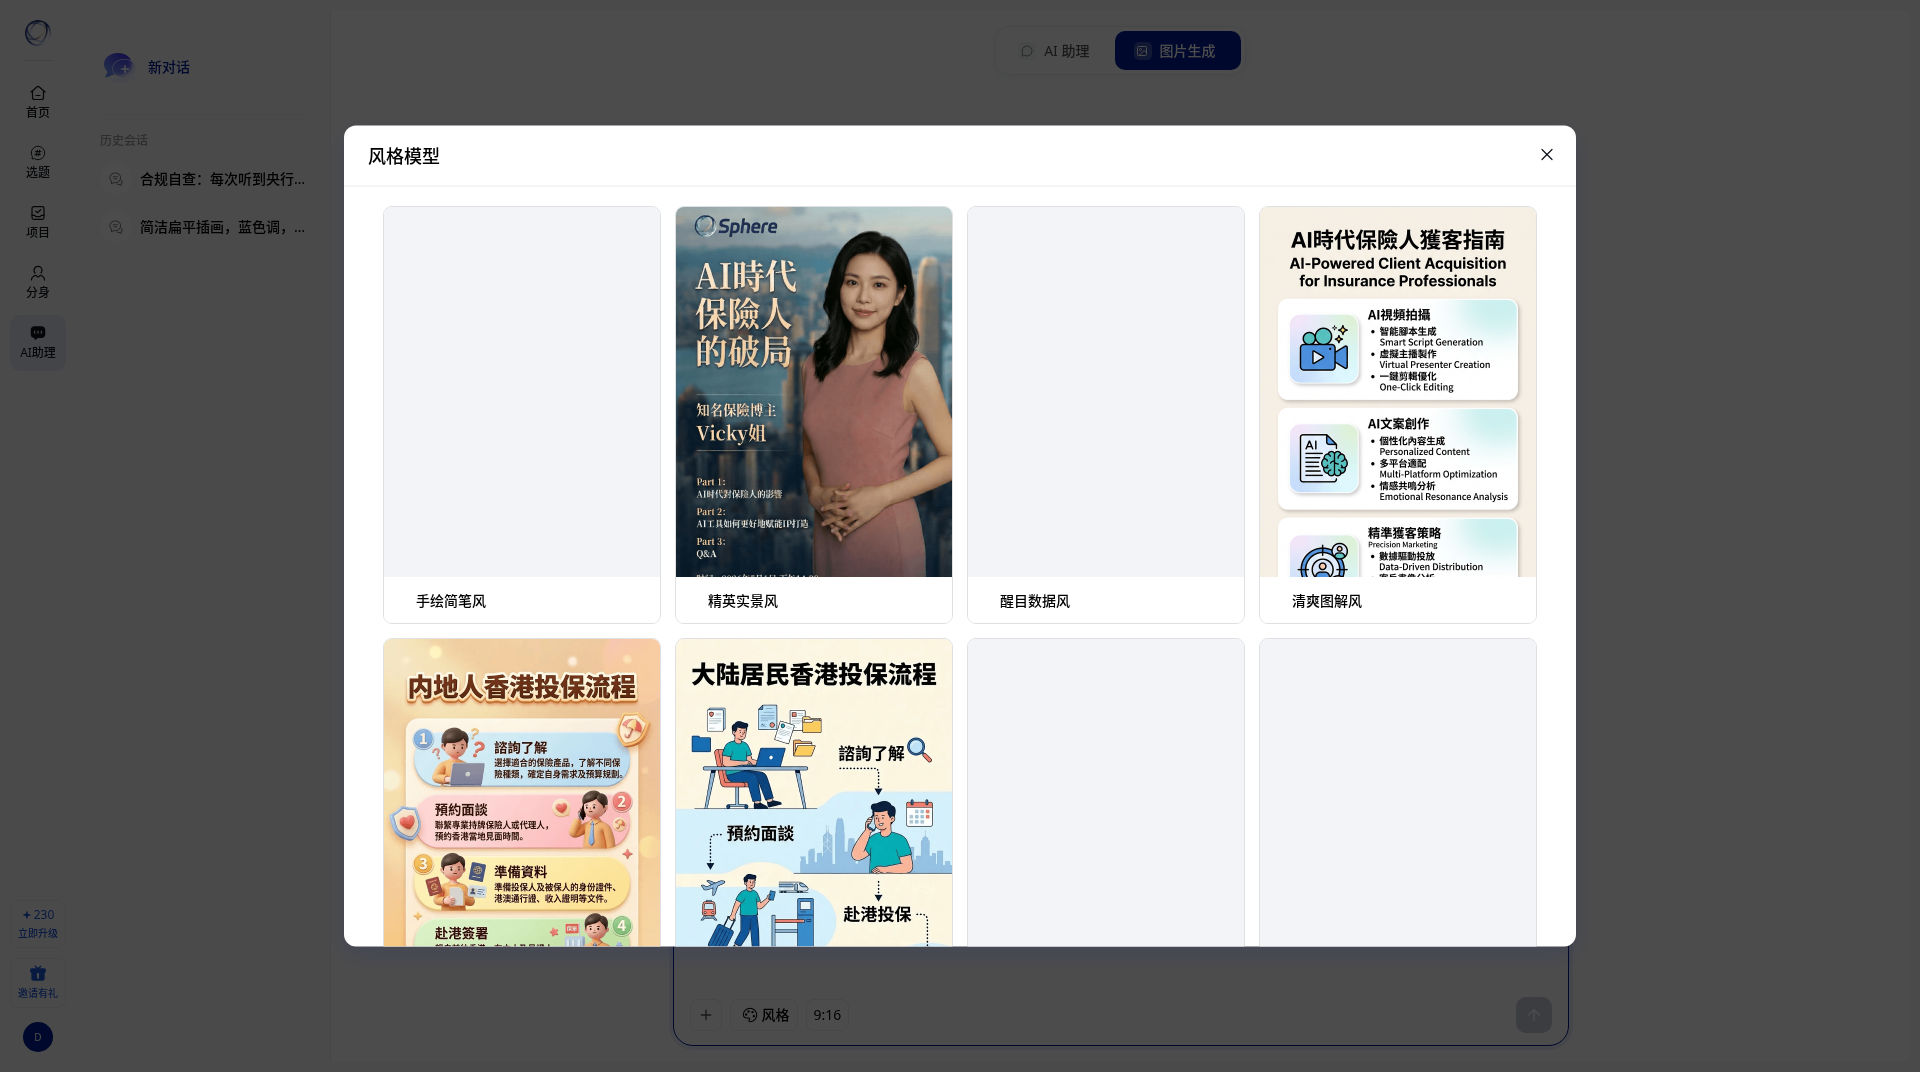 新对话
AI 助理
图片生成
首页
选题
项目
分身
AI助理
历史会话
合规自查：每次听到央行...
简洁扁平插画，蓝色调，...
230
立即升级
邀请有礼
D
风格模型
手绘简笔风
Sphere
AI時代
保險人
的破局
知名保險博主
Vicky姐
Part 1:
AI时代對保險人的影響
Part 2:
AI工具如何更好地赋能IP打造
Part 3:
Q&A
精英实景风
醒目数据风
AI時代保險人獲客指南
AI-Powered Client Acquisition
for Insurance Professionals
AI視頻拍攝
• 智能腳本生成
Smart Script Generation
• 虛擬主播製作
Virtual Presenter Creation
• 一鍵剪輯優化
One-Click Editing
AI文案創作
• 個性化內容生成
Personalized Content
• 多平台適配
Multi-Platform Optimization
• 情感共鳴分析
Emotional Resonance Analysis
精準獲客策略
Precision Marketing
• 數據驅動投放
Data-Driven Distribution
清爽图解风
内地人香港投保流程
1
諮詢了解
選擇適合的保險產品，了解不同保
險種類，確定自身需求及預算規劃。
2
預約面談
聯繫專業持牌保險人或代理人，
預約香港當地見面時間。
3
準備資料
準備投保人及被保人的身份證件、
港澳通行證、收入證明等文件。
4
赴港簽署
大陆居民香港投保流程
諮詢了解
預約面談
赴港投保
风格
9:16